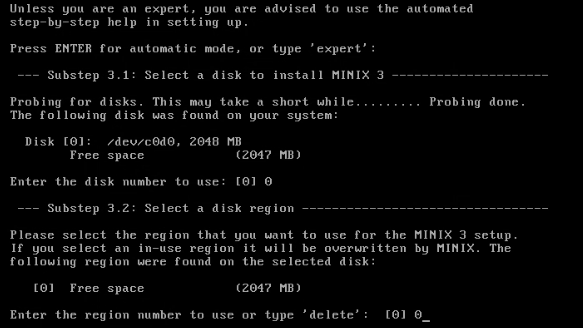 Unless you are an expert, you are advised to use the automated
step-by-step help in setting up.
Press ENTER for automatic mode, or type 'expert':
--- Substep 3.1: Select a disk to install MINIX 3 ---------------------
Probing for disks. This may take a short while......... Probing done.
The following disk was found on your system:
Disk [0]: /dev/c0d0, 2048 MB
Free space (2047 MB)
Enter the disk number to use: [0] 0
--- Substep 3.2: Select a disk region ---------------------------------
Please select the region that you want to use for the MINIX 3 setup.
If you select an in-use region it will be overwritten by MINIX. The
following region were found on the selected disk:
[0] Free space (2047 MB)
Enter the region number to use or type 'delete': [0] 0_